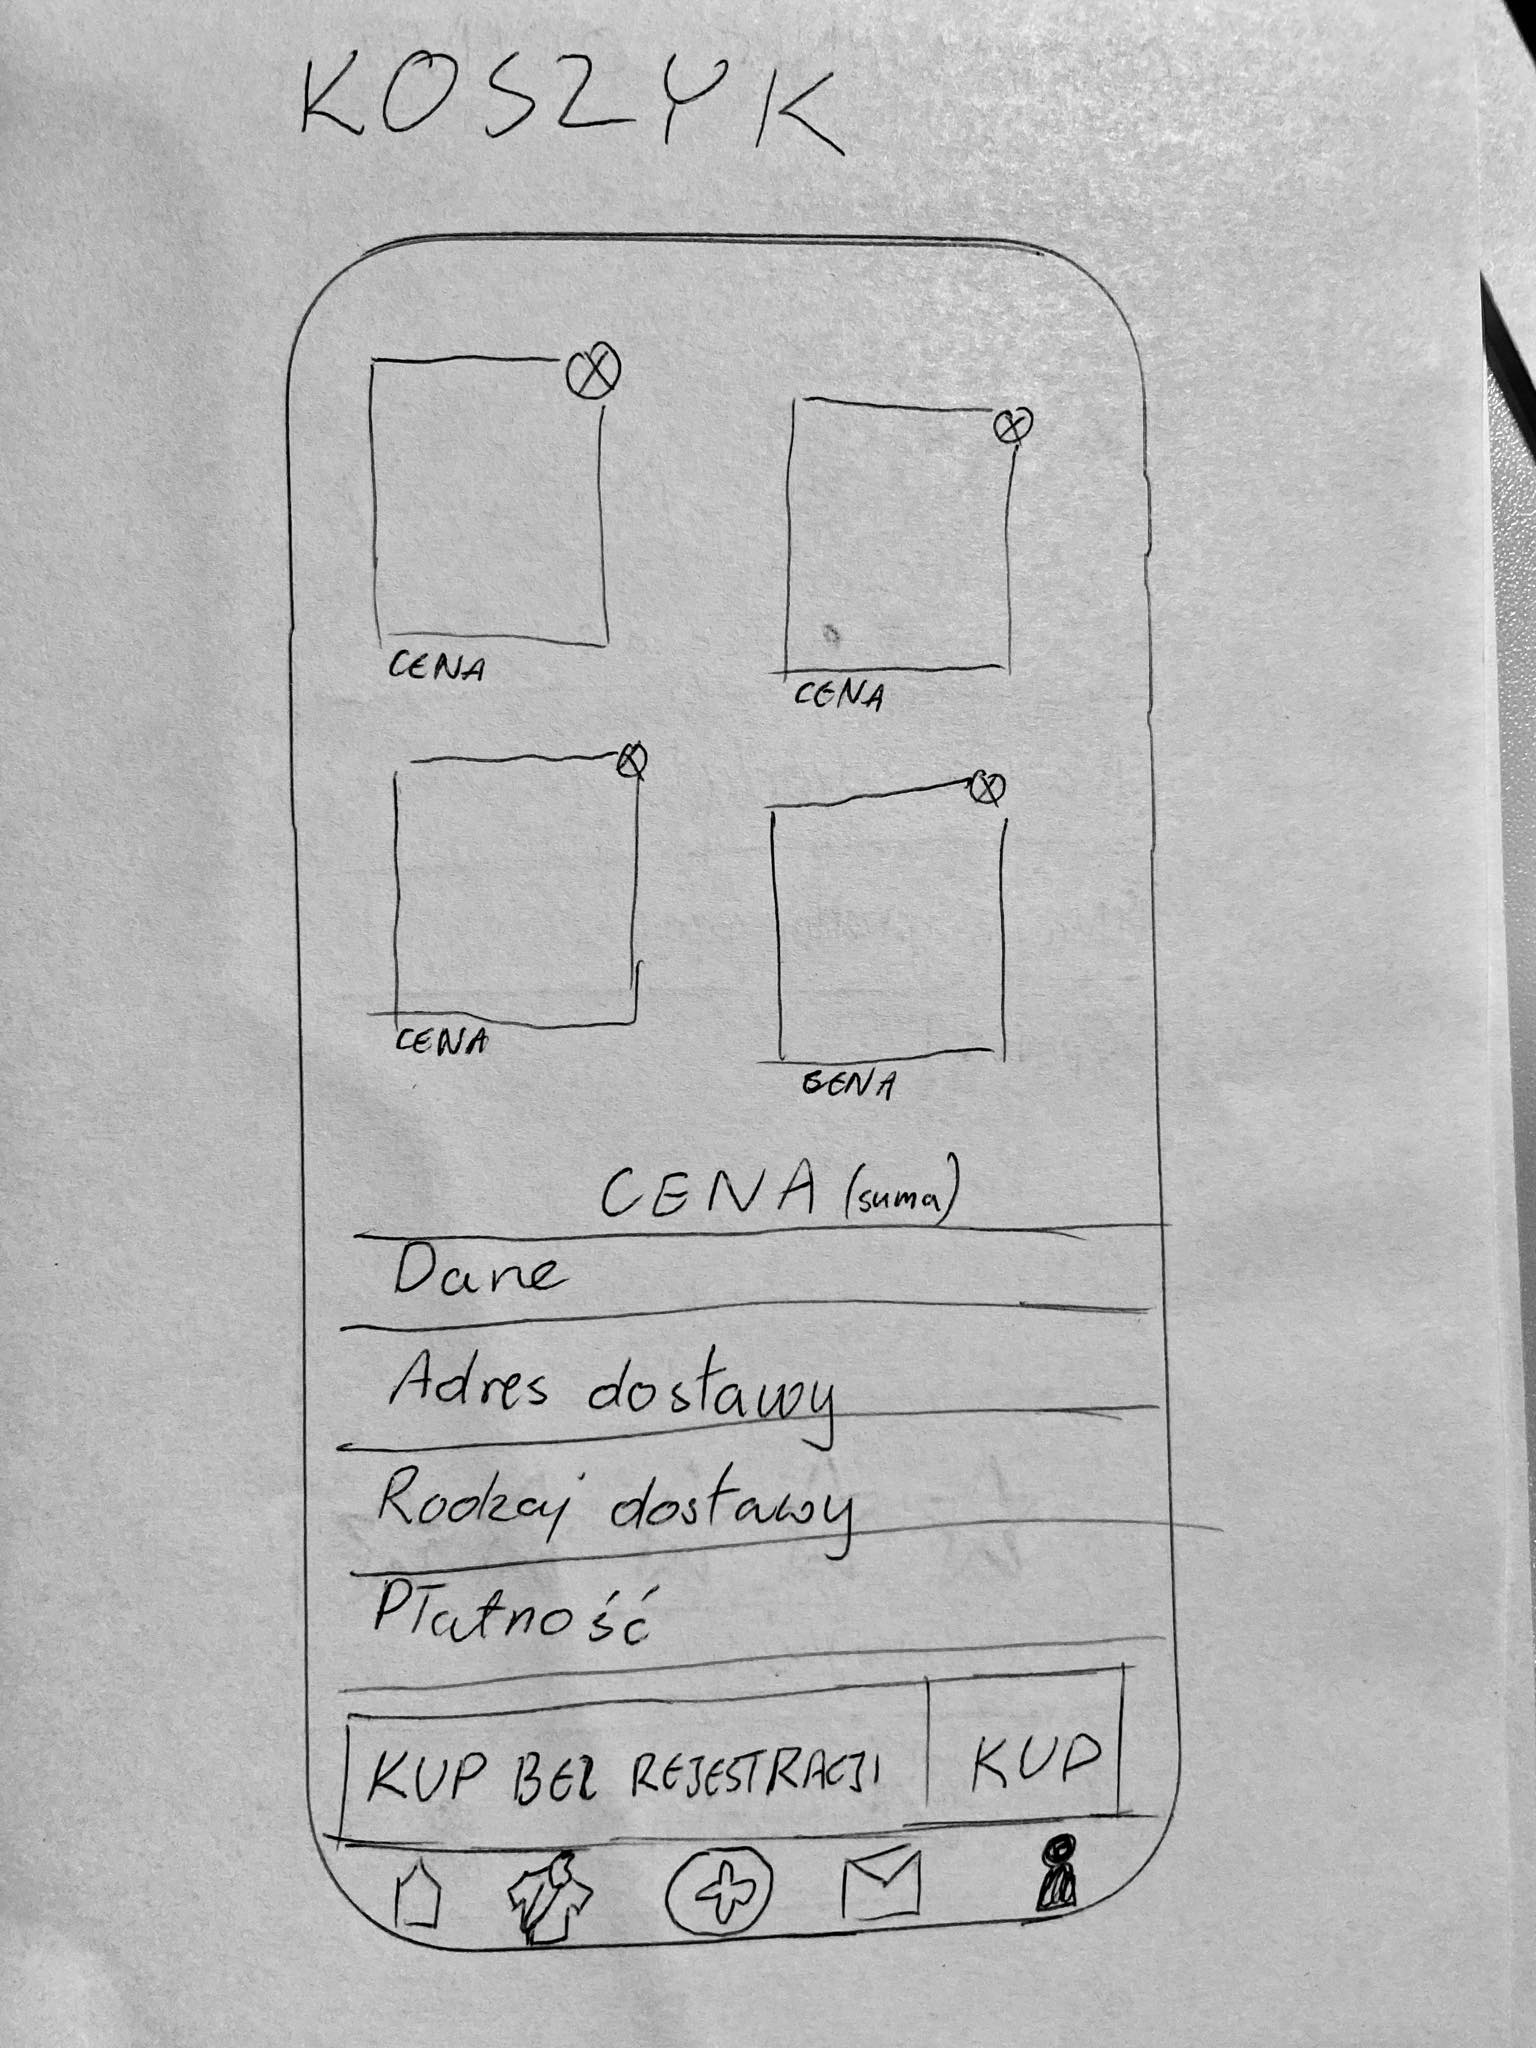 KOSZYK
CENA
CENA
CENA
CENA
CENA (suma)
Dane
Adres dostawy
Rodzaj dostawy
Płatność
KUP BEZ REJESTRACJI
KUP